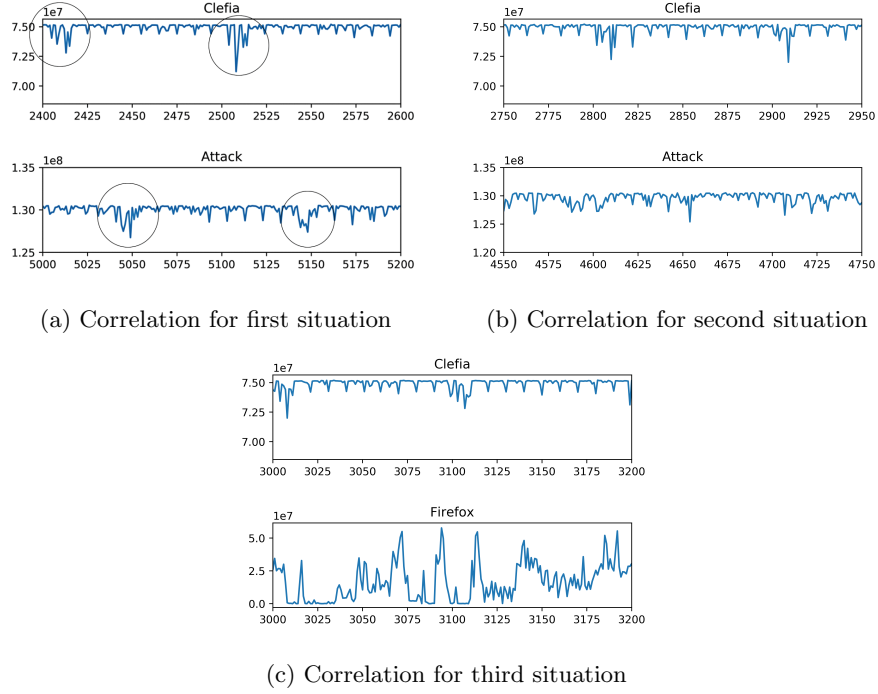 Clefia
1e7
7.50
7.25
7.00
2400 2425 2450 2475 2500 2525 2550 2575 2600
Attack
1e8
1.35
1.30
1.25
5000 5025 5050 5075 5100 5125 5150 5175 5200
(a) Correlation for first situation
Clefia
1e7
7.50
7.25
7.00
2750 2775 2800 2825 2850 2875 2900 2925 2950
Attack
1e8
1.35
1.30
1.25
1.20
4550 4575 4600 4625 4650 4675 4700 4725 4750
(b) Correlation for second situation
Clefia
1e7
7.50
7.25
7.00
3000 3025 3050 3075 3100 3125 3150 3175 3200
Firefox
1e7
5.0
2.5
0.0
3000 3025 3050 3075 3100 3125 3150 3175 3200
(c) Correlation for third situation